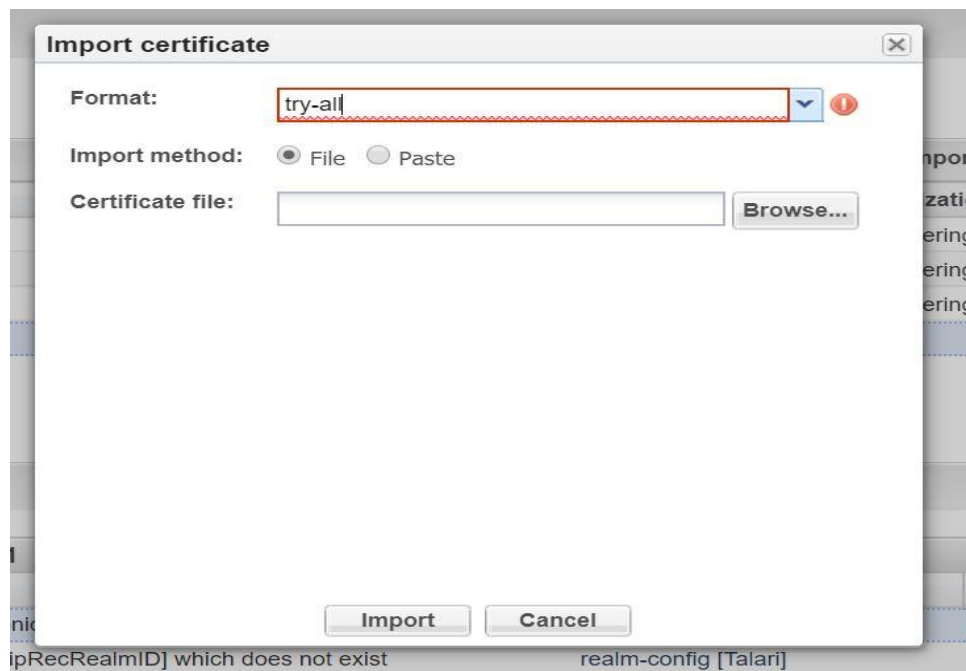 Import certificate
Format: try-all
Import method: File Paste
Certificate file: Browse...
Import Cancel
ipRecRealmID] which does not exist realm-config [Talari]